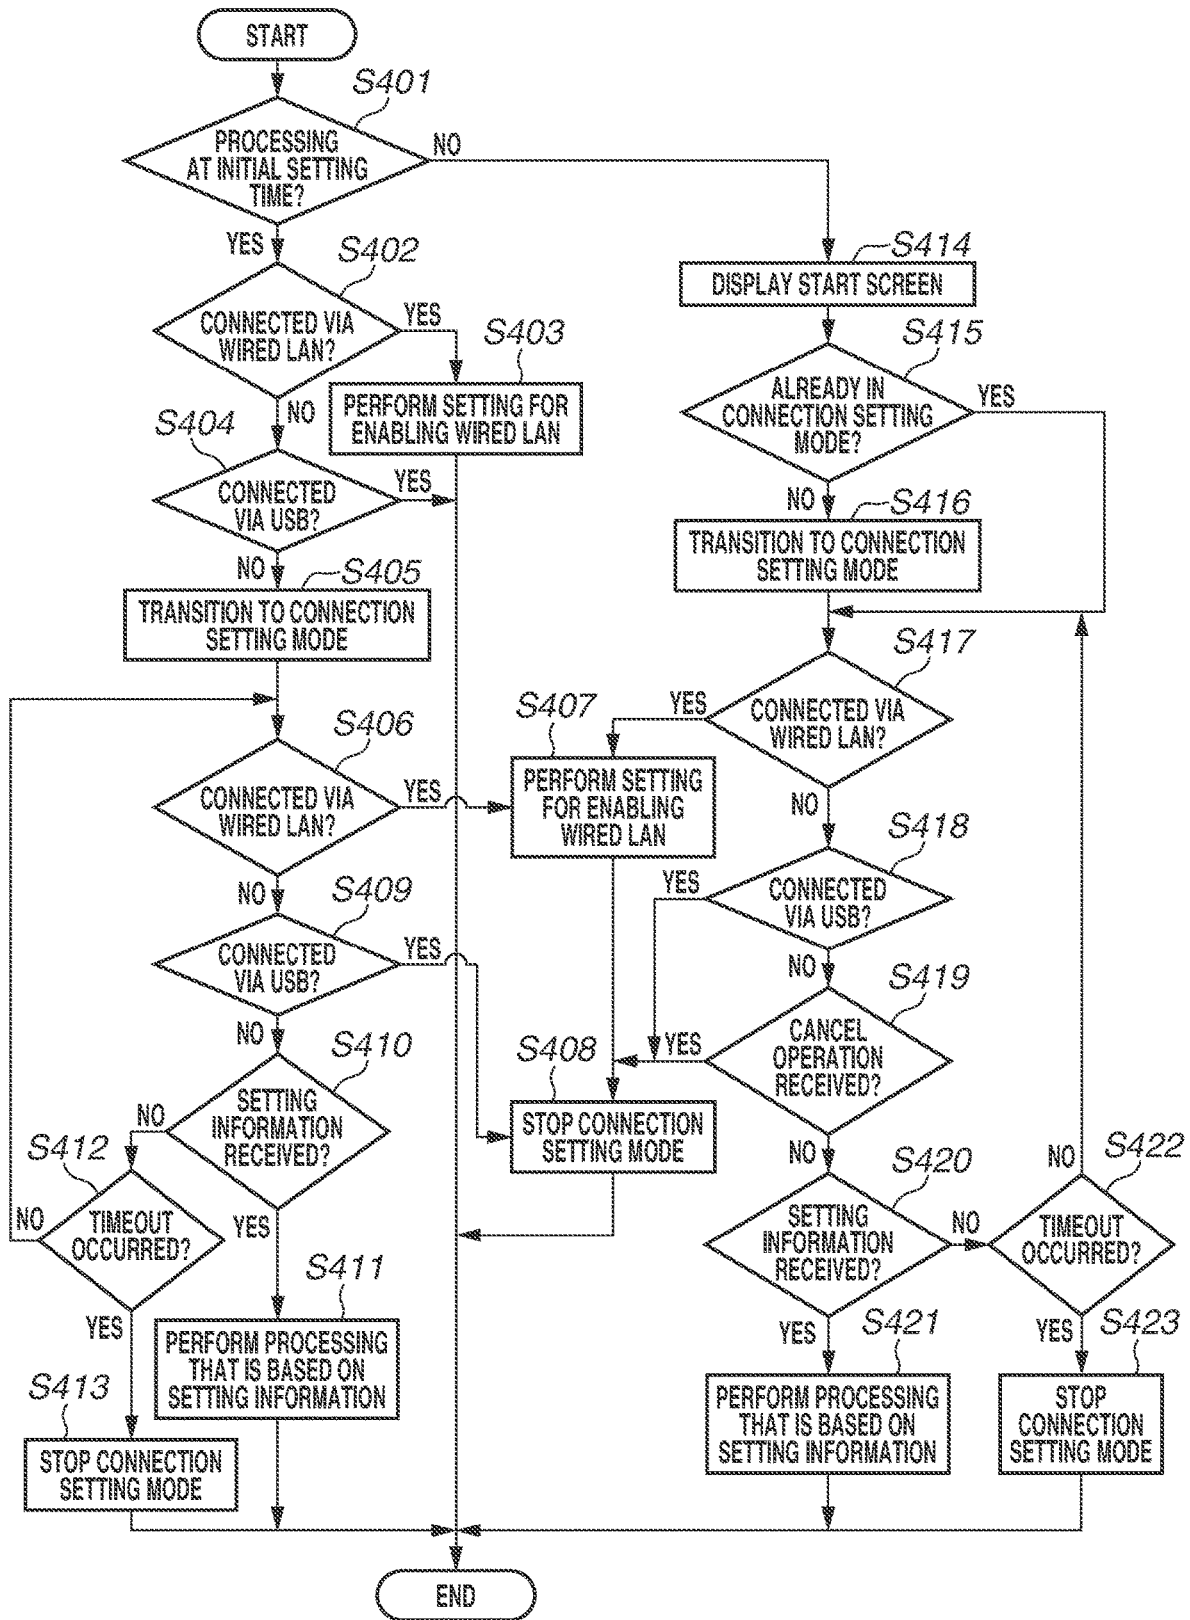 START
S401
PROCESSING
AT INITIAL SETTING
TIME?
NO
YES
S402
CONNECTED VIA
WIRED LAN?
YES
S403
PERFORM SETTING FOR
ENABLING WIRED LAN
NO
S404
CONNECTED
VIA USB?
YES
NO
S405
TRANSITION TO CONNECTION
SETTING MODE
S406
CONNECTED VIA
WIRED LAN?
YES
S407
PERFORM SETTING
FOR ENABLING
WIRED LAN
NO
S409
CONNECTED
VIA USB?
YES
S408
STOP CONNECTION
SETTING MODE
NO
S410
SETTING
INFORMATION
RECEIVED?
NO
S412
TIMEOUT
OCCURRED?
NO
YES
S411
PERFORM PROCESSING
THAT IS BASED ON
SETTING INFORMATION
YES
S413
STOP CONNECTION
SETTING MODE
S414
DISPLAY START SCREEN
S415
ALREADY IN
CONNECTION SETTING
MODE?
YES
NO
S416
TRANSITION TO CONNECTION
SETTING MODE
S417
CONNECTED VIA
WIRED LAN?
YES
NO
S418
CONNECTED
VIA USB?
YES
NO
S419
CANCEL
OPERATION
RECEIVED?
YES
NO
S420
SETTING
INFORMATION
RECEIVED?
NO
S422
TIMEOUT
OCCURRED?
NO
YES
S421
PERFORM PROCESSING
THAT IS BASED ON
SETTING INFORMATION
YES
S423
STOP
CONNECTION
SETTING MODE
END